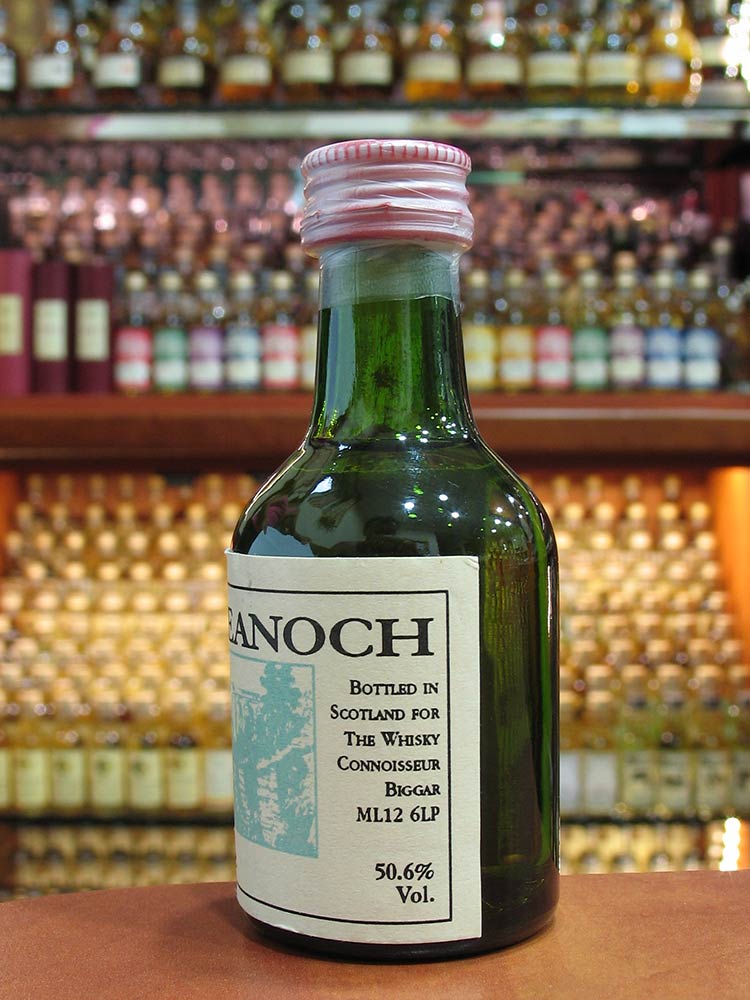 EANOCH
BOTTLED IN
SCOTLAND FOR
THE WHISKY
CONNOISSEUR
BIGGAR
ML12 6LP
50.6%
Vol.